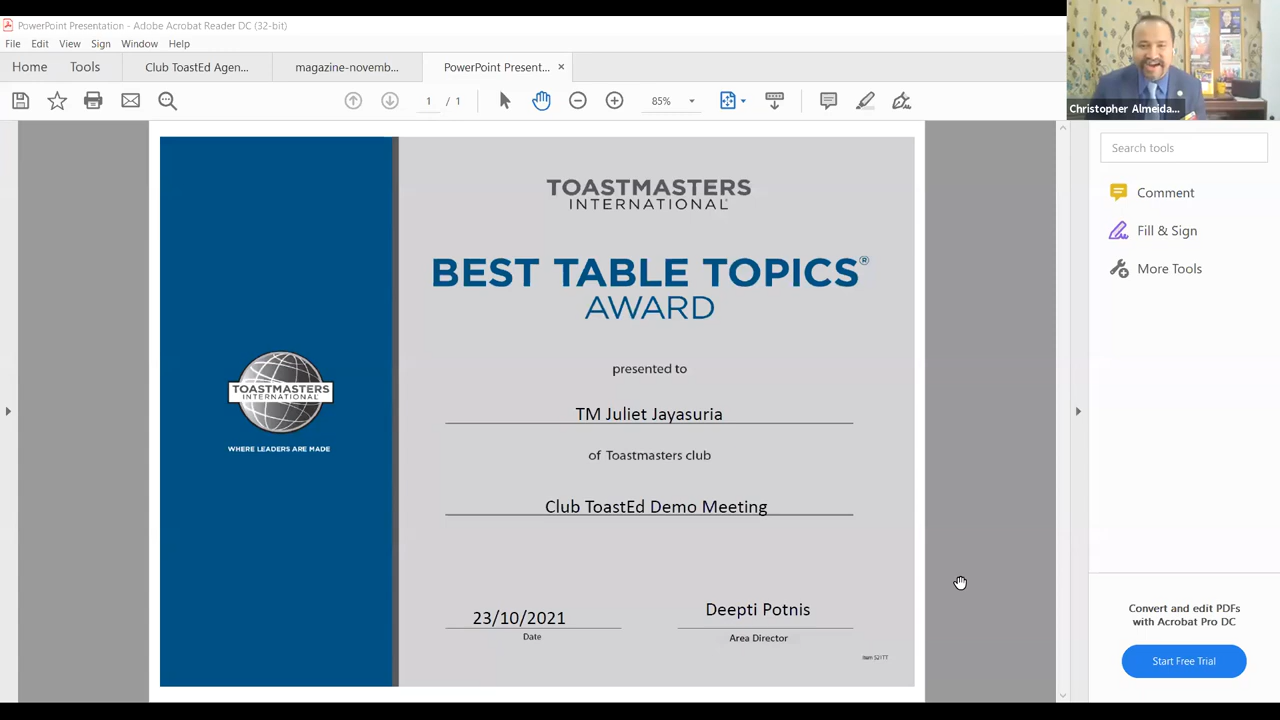 PowerPoint Presentation - Adobe Acrobat Reader DC (32-bit)
File Edit View Sign Window Help
Home Tools Club ToastEd Agen... magazine-novemb... PowerPoint Present... ×
1 / 1 85%
Christopher Almeida...
Search tools
Comment
Fill & Sign
More Tools
TOASTMASTERS
INTERNATIONAL
BEST TABLE TOPICS®
AWARD
presented to
TM Juliet Jayasuria
of Toastmasters club
Club ToastEd Demo Meeting
TOASTMASTERS
INTERNATIONAL
WHERE LEADERS ARE MADE
23/10/2021
Date
Deepti Potnis
Area Director
Item 521TT
Convert and edit PDFs
with Acrobat Pro DC
Start Free Trial